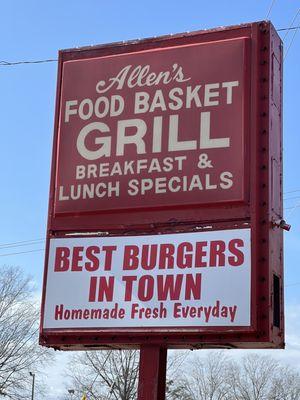 Allen's
FOOD BASKET
GRILL
BREAKFAST &
LUNCH SPECIALS
BEST BURGERS
IN TOWN
Homemade Fresh Everyday